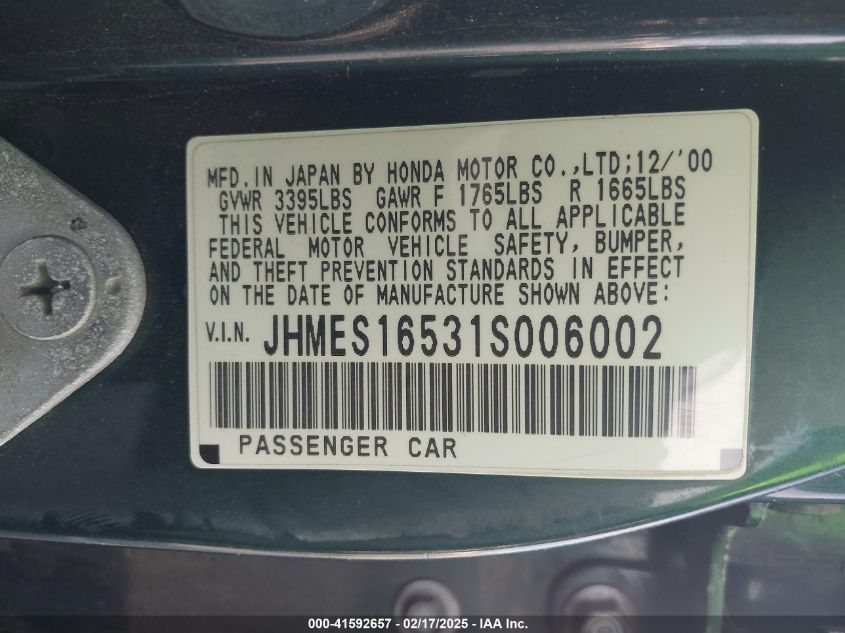 MFD. IN JAPAN BY HONDA MOTOR CO.,LTD;12/'00
GVWR 3395LBS GAWR F 1765LBS R 1665LBS
THIS VEHICLE CONFORMS TO ALL APPLICABLE
FEDERAL MOTOR VEHICLE SAFETY, BUMPER,
AND THEFT PREVENTION STANDARDS IN EFFECT
ON THE DATE OF MANUFACTURE SHOWN ABOVE:
V.I.N. JHMES16531S006002
PASSENGER CAR
000-41592657 - 02/17/2025 - IAA Inc.